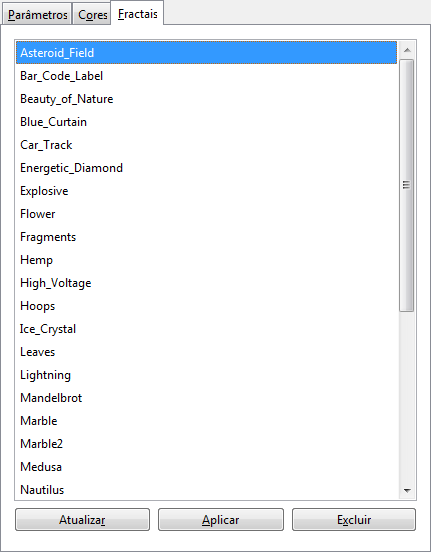 Parâmetros Cores Fractais
Asteroid_Field
Bar_Code_Label
Beauty_of_Nature
Blue_Curtain
Car_Track
Energetic_Diamond
Explosive
Flower
Fragments
Hemp
High_Voltage
Hoops
Ice_Crystal
Leaves
Lightning
Mandelbrot
Marble
Marble2
Medusa
Nautilus
Atualizar Aplicar Excluir